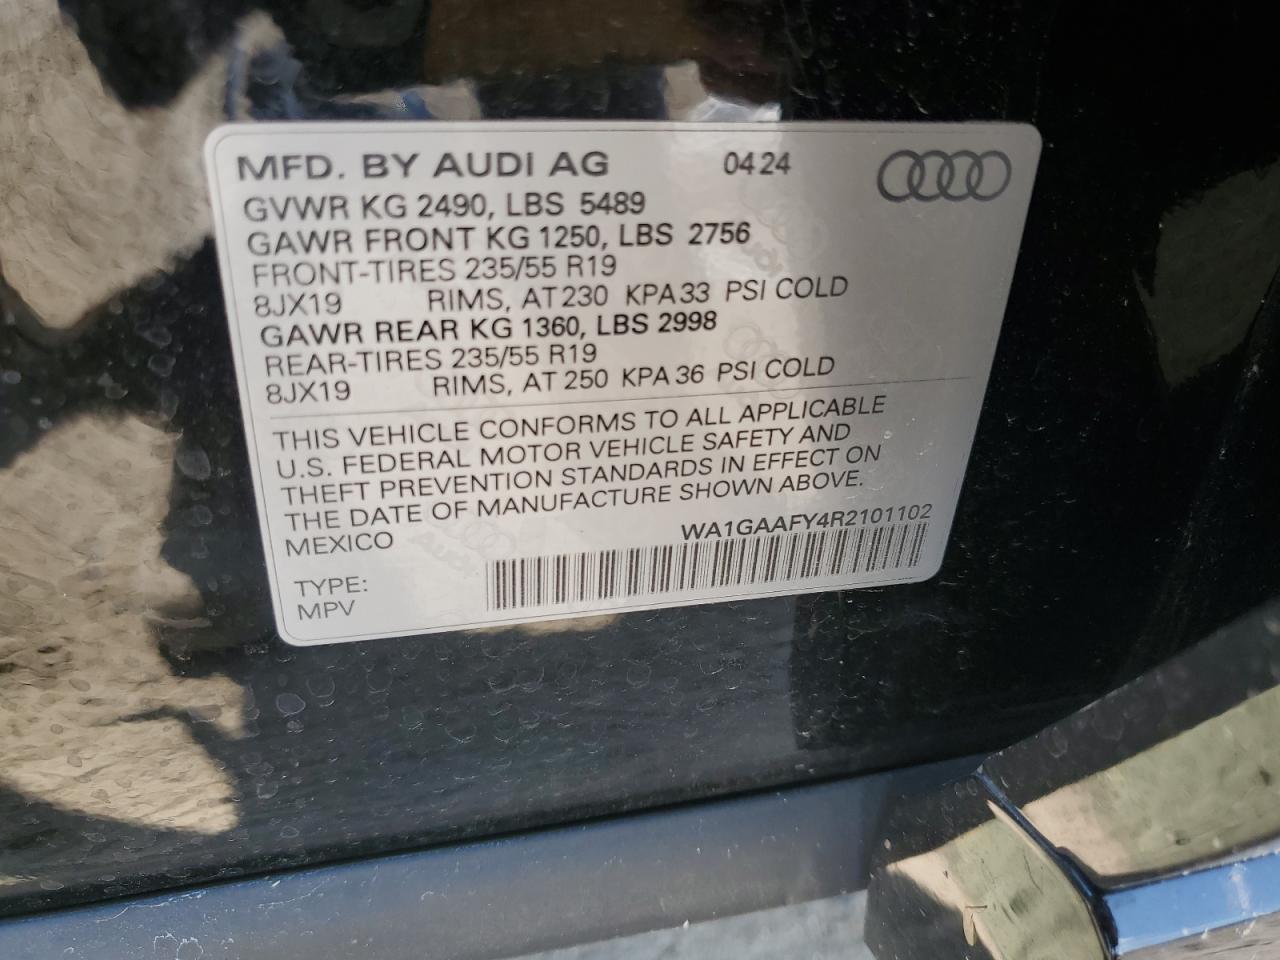 MFD. BY AUDI AG 04 24
GVWR KG 2490, LBS 5489
GAWR FRONT KG 1250, LBS 2756
FRONT-TIRES 235/55 R19
8JX19 RIMS, AT 230 KPA 33 PSI COLD
GAWR REAR KG 1360, LBS 2998
REAR-TIRES 235/55 R19
8JX19 RIMS, AT 250 KPA 36 PSI COLD
THIS VEHICLE CONFORMS TO ALL APPLICABLE
U.S. FEDERAL MOTOR VEHICLE SAFETY AND
THEFT PREVENTION STANDARDS IN EFFECT ON
THE DATE OF MANUFACTURE SHOWN ABOVE.
MEXICO WA1GAAFY4R2101102
TYPE:
MPV